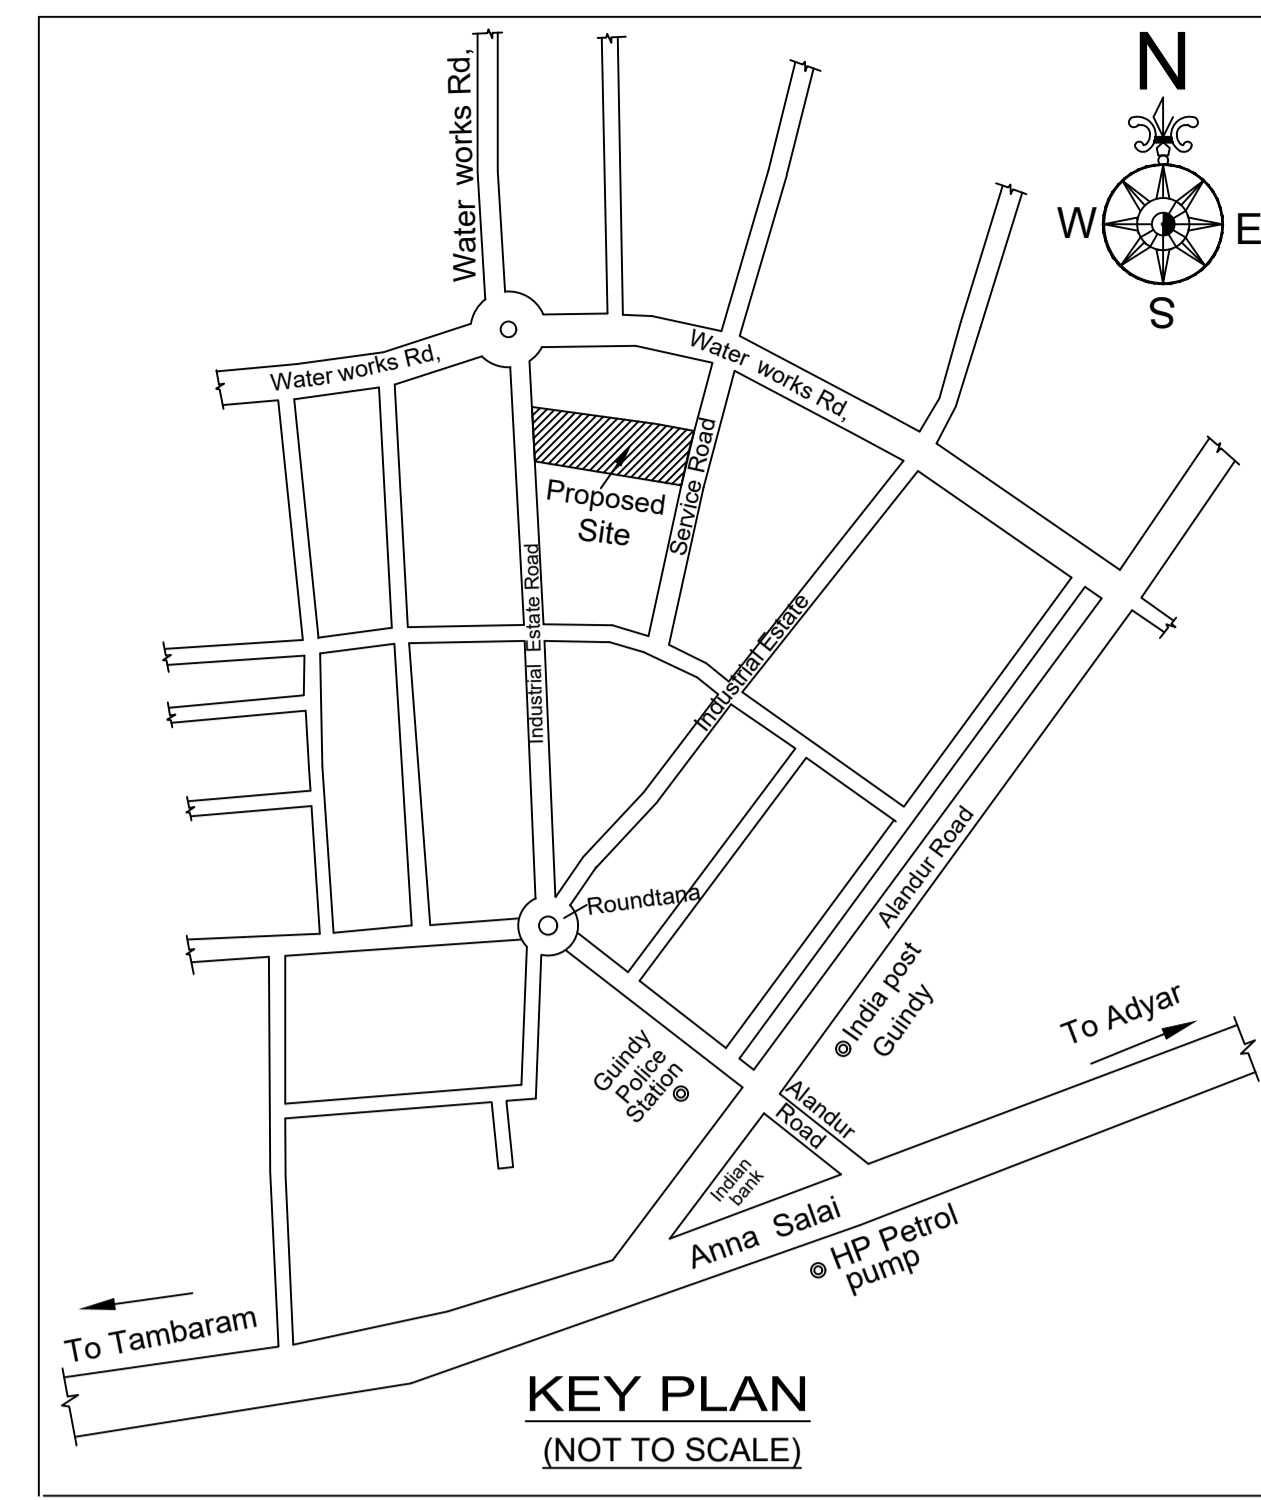 N
W
E
S
Water works Rd,
Water works Rd,
Water works Rd,
Proposed
Site
Service Road
Industrial Estate Road
Industrial Estate
Roundtana
Alandur Road
India post
Guindy
Guindy
Police
Station
To Adyar
Alandur
Road
Indian
bank
Anna Salai
HP Petrol
pump
To Tambaram
KEY PLAN
(NOT TO SCALE)